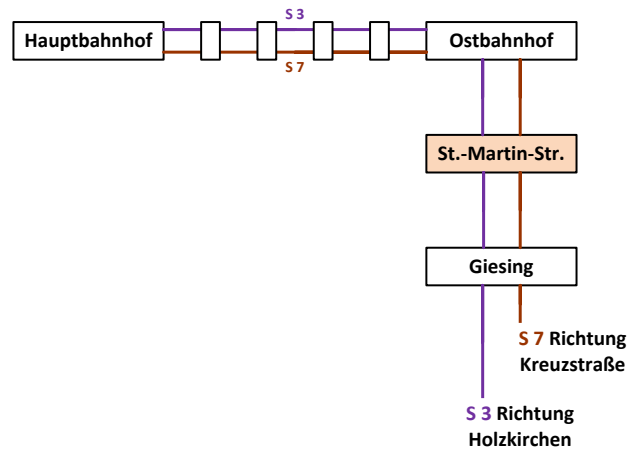 S 3
Hauptbahnhof
Ostbahnhof
S 7
St.-Martin-Str.
Giesing
S 7 Richtung
Kreuzstraße
S 3 Richtung
Holzkirchen